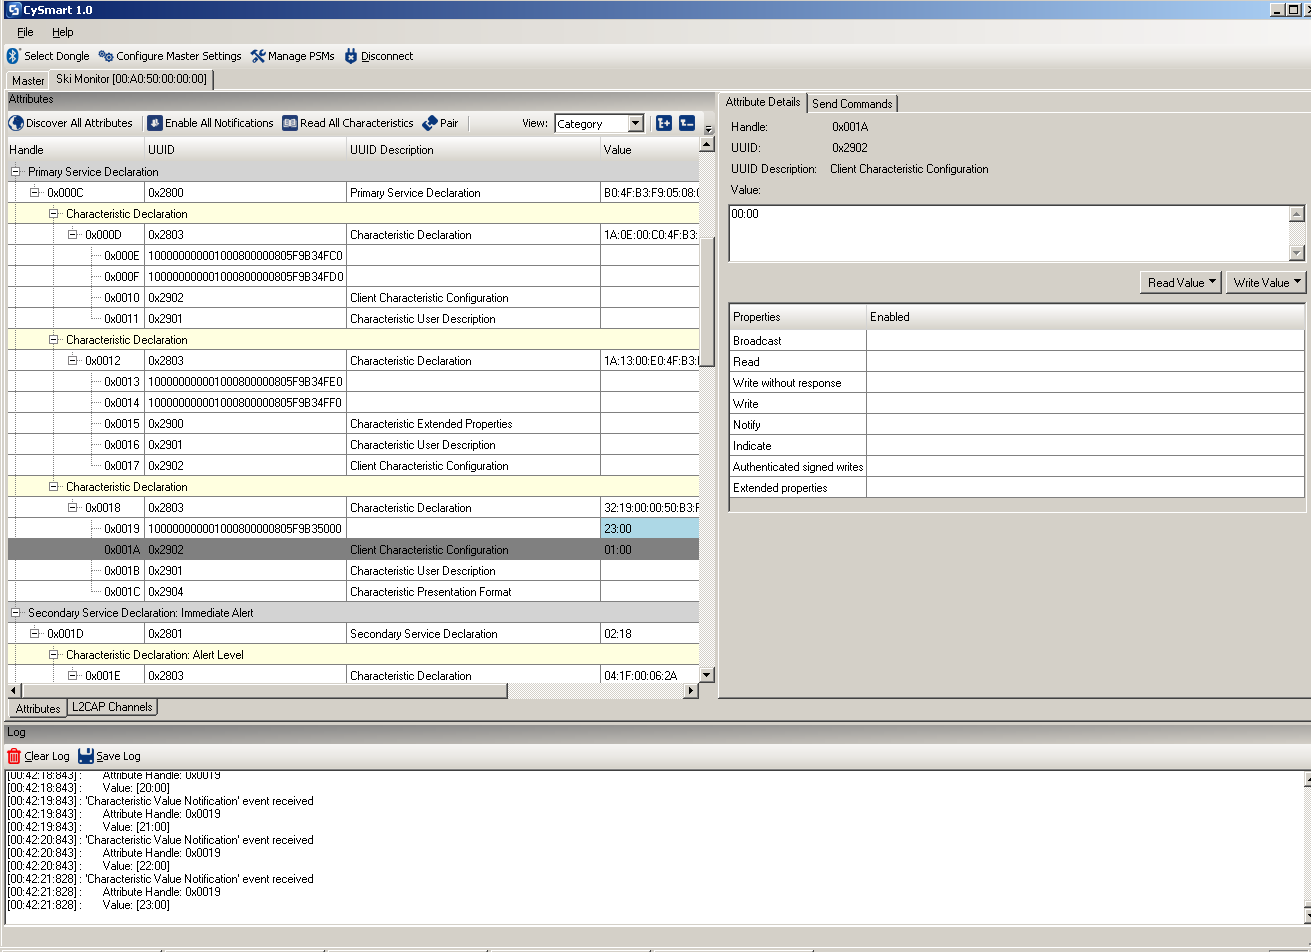 CySmart 1.0
File Help
Select Dongle Configure Master Settings Manage PSMs Disconnect
Master Ski Monitor [00:A0:50:00:00:00]
Attributes
Discover All Attributes Enable All Notifications Read All Characteristics Pair View: Category
Handle UUID UUID Description Value
Primary Service Declaration
0x000C 0x2800 Primary Service Declaration B0:4F:B3:F9:05:08:0
Characteristic Declaration
0x000D 0x2803 Characteristic Declaration 1A:0E:00:C0:4F:B3:
0x000E 100000000001000800000805F9B34FC0
0x000F 100000000001000800000805F9B34FD0
0x0010 0x2902 Client Characteristic Configuration
0x0011 0x2901 Characteristic User Description
Characteristic Declaration
0x0012 0x2803 Characteristic Declaration 1A:13:00:E0:4F:B3:
0x0013 100000000001000800000805F9B34FE0
0x0014 100000000001000800000805F9B34FF0
0x0015 0x2900 Characteristic Extended Properties
0x0016 0x2901 Characteristic User Description
0x0017 0x2902 Client Characteristic Configuration
Characteristic Declaration
0x0018 0x2803 Characteristic Declaration 32:19:00:00:50:B3:F
0x0019 100000000001000800000805F9B35000 23:00
0x001A 0x2902 Client Characteristic Configuration 01:00
0x001B 0x2901 Characteristic User Description
0x001C 0x2904 Characteristic Presentation Format
Secondary Service Declaration: Immediate Alert
0x001D 0x2801 Secondary Service Declaration 02:18
Characteristic Declaration: Alert Level
0x001E 0x2803 Characteristic Declaration 04:1F:00:06:2A
Attributes L2CAP Channels
Attribute Details Send Commands
Handle: 0x001A
UUID: 0x2902
UUID Description: Client Characteristic Configuration
Value:
00:00
Read Value Write Value
Properties Enabled
Broadcast
Read
Write without response
Write
Notify
Indicate
Authenticated signed writes
Extended properties
Log
Clear Log Save Log
[00:42:18:843] : Attribute Handle: 0x0019
[00:42:18:843] : Value: [20:00]
[00:42:19:843] : 'Characteristic Value Notification' event received
[00:42:19:843] : Attribute Handle: 0x0019
[00:42:19:843] : Value: [21:00]
[00:42:20:843] : 'Characteristic Value Notification' event received
[00:42:20:843] : Attribute Handle: 0x0019
[00:42:20:843] : Value: [22:00]
[00:42:21:828] : 'Characteristic Value Notification' event received
[00:42:21:828] : Attribute Handle: 0x0019
[00:42:21:828] : Value: [23:00]